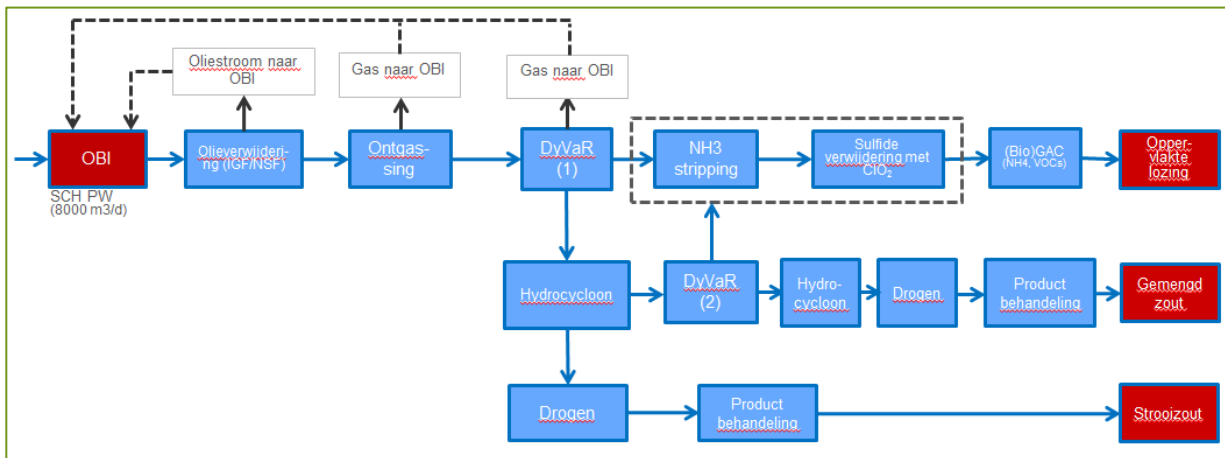 Oliestroom naar
OBI
Gas naar OBI
Gas naar OBI
OBI
SCH PW
(8000 m3/d)
Olieverwijder-
ing (IGF/NSF)
Ontgas-
sing
DyVaR
(1)
NH3
stripping
Sulfide
verwijdering met
ClO₂
(Bio)GAC
(NH4, VOCs)
Opper-
vlakte
lozing
Hydrocycloon
DyVaR
(2)
Hydro-
cycloon
Drogen
Product
behandeling
Gemengd
zout
Drogen
Product
behandeling
Strooizout